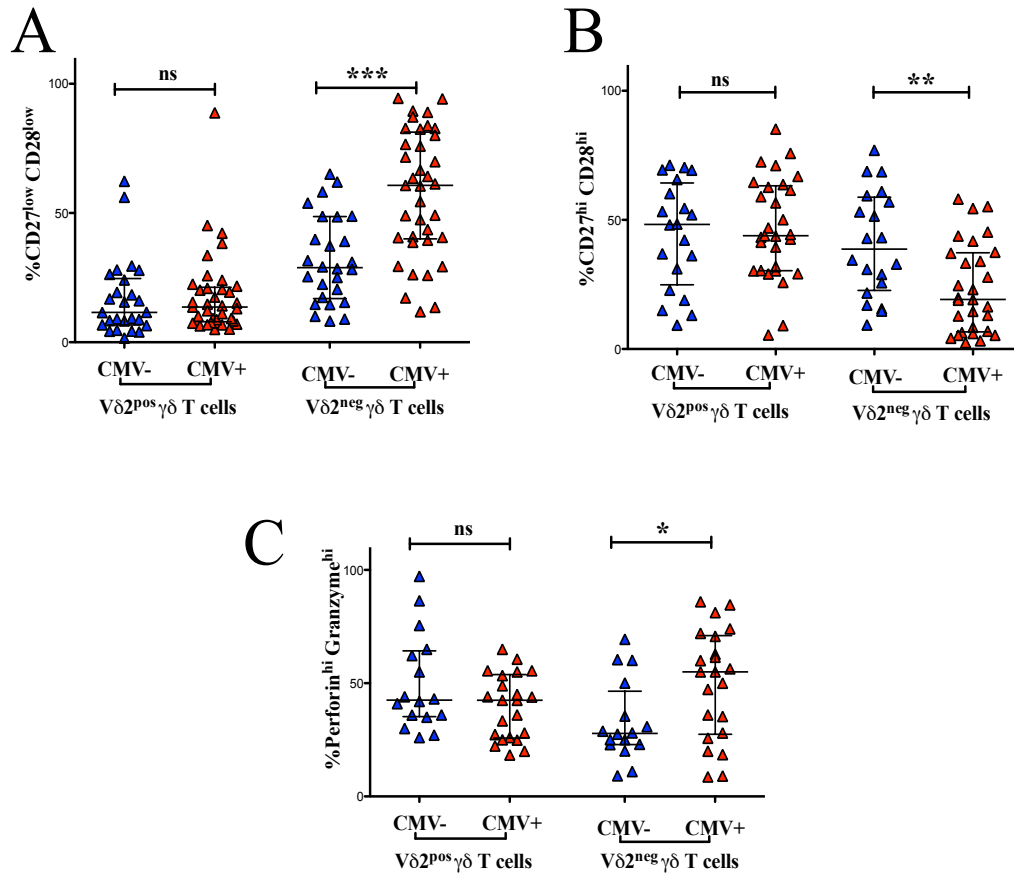 A
%CD27low CD28low
ns
***
100
50
0
CMV-
CMV+
CMV-
CMV+
Vδ2pos γδ T cells
Vδ2neg γδ T cells
B
%CD27hi CD28hi
ns
**
100
50
0
CMV-
CMV+
CMV-
CMV+
Vδ2pos γδ T cells
Vδ2neg γδ T cells
C
%Perforinhi Granzymehi
ns
*
100
50
0
CMV-
CMV+
CMV-
CMV+
Vδ2pos γδ T cells
Vδ2neg γδ T cells